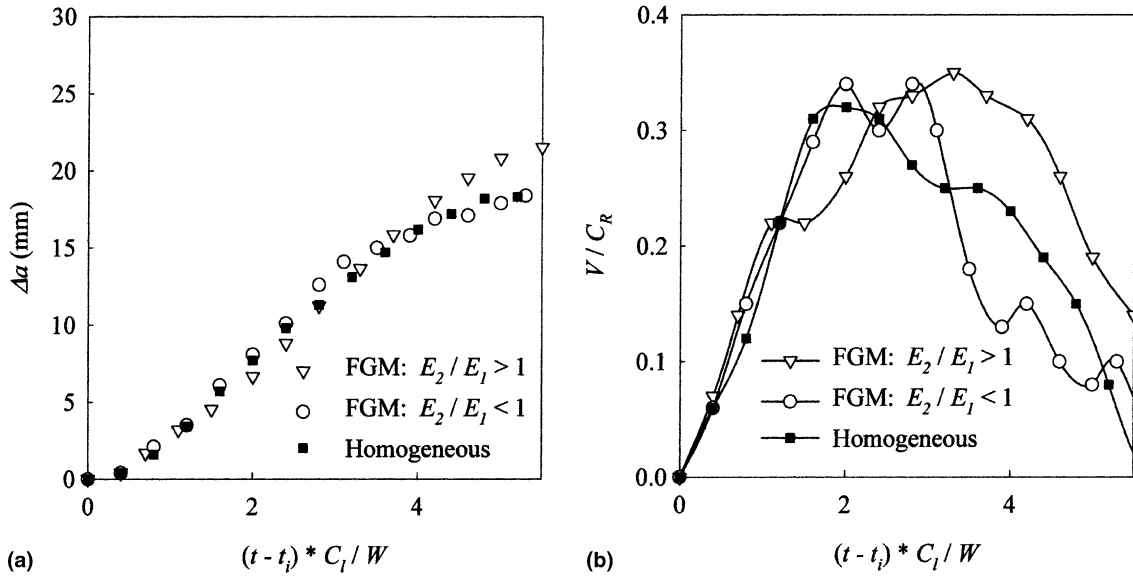 30
25
20
15
10
5
0
Δa (mm)
FGM: E₂ / E₁ > 1
FGM: E₂ / E₁ < 1
Homogeneous
0 2 4
(t - tᵢ) * Cₗ / W
(a)
0.4
0.3
0.2
0.1
0.0
V / C_R
FGM: E₂ / E₁ > 1
FGM: E₂ / E₁ < 1
Homogeneous
0 2 4
(t - tᵢ) * Cₗ / W
(b)